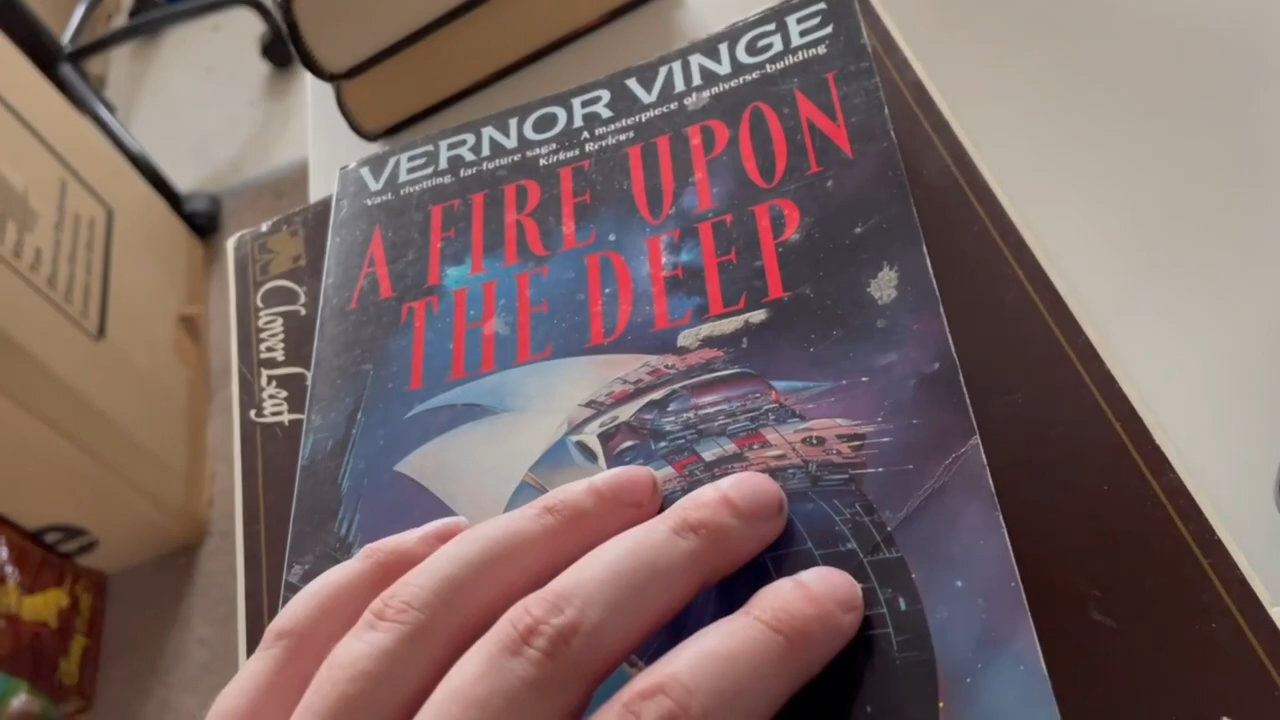 VERNOR VINGE
'Vast, rivetting, far-future saga... A masterpiece of universe-building'
Kirkus Reviews
A FIRE UPON
THE DEEP
Clover Leaf